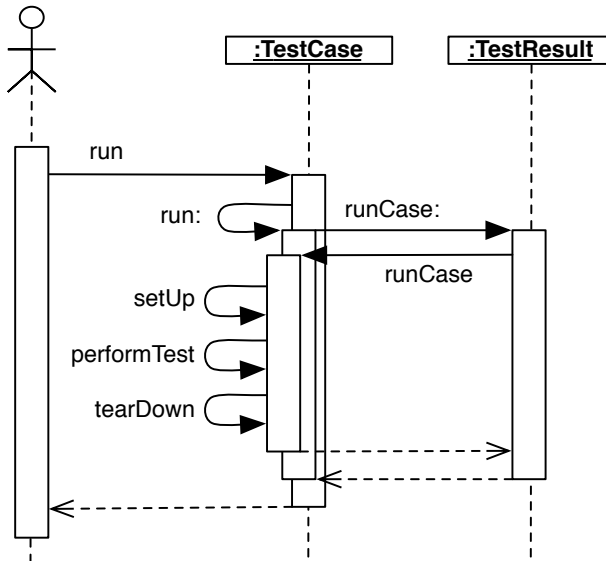 :TestCase
:TestResult
run
run:
runCase:
runCase
setUp
performTest
tearDown